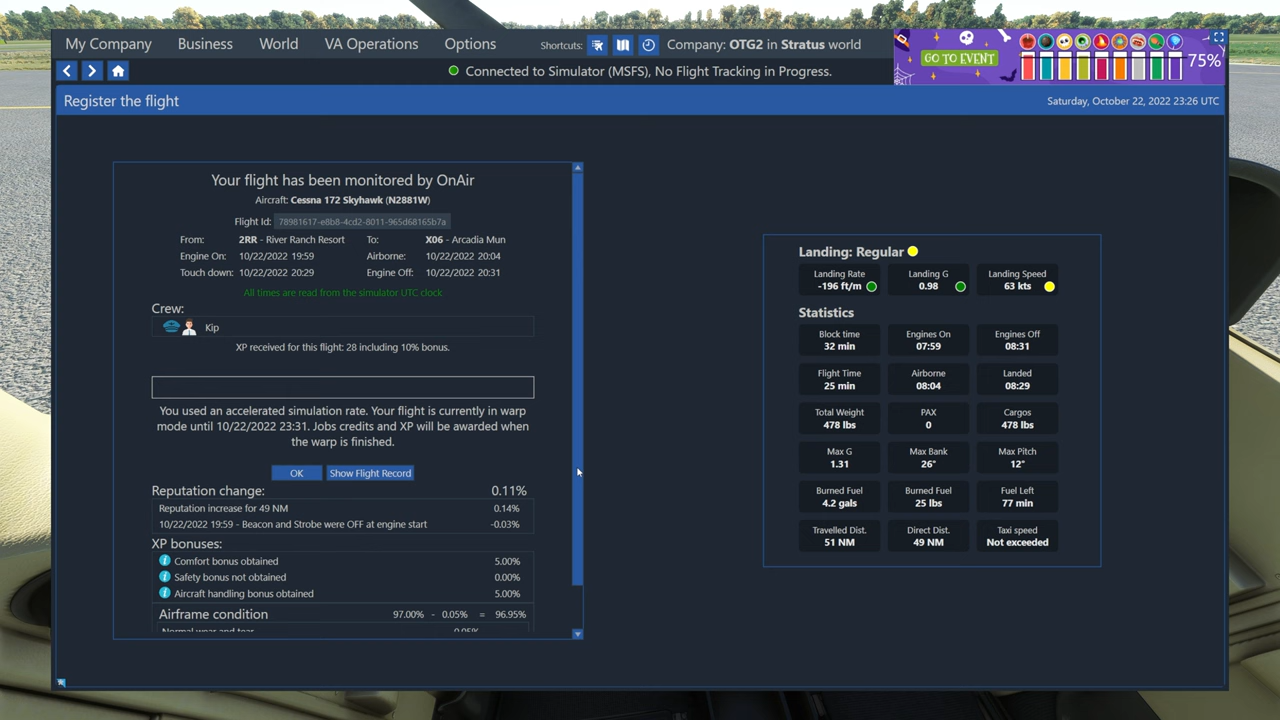 My Company Business World VA Operations Options Shortcuts: Company: OTG2 in Stratus world
GO TO EVENT 75%
Connected to Simulator (MSFS), No Flight Tracking in Progress.
Register the flight Saturday, October 22, 2022 23:26 UTC
Your flight has been monitored by OnAir
Aircraft: Cessna 172 Skyhawk (N2881W)
Flight Id: 78981617-e8b8-4cd2-8011-965d68165b7a
From: 2RR - River Ranch Resort To: X06 - Arcadia Mun
Engine On: 10/22/2022 19:59 Airborne: 10/22/2022 20:04
Touch down: 10/22/2022 20:29 Engine Off: 10/22/2022 20:31
All times are read from the simulator UTC clock
Crew:
Kip
XP received for this flight: 28 including 10% bonus.
You used an accelerated simulation rate. Your flight is currently in warp
mode until 10/22/2022 23:31. Jobs credits and XP will be awarded when
the warp is finished.
OK Show Flight Record
Reputation change: 0.11%
Reputation increase for 49 NM 0.14%
10/22/2022 19:59 - Beacon and Strobe were OFF at engine start -0.03%
XP bonuses:
Comfort bonus obtained 5.00%
Safety bonus not obtained 0.00%
Aircraft handling bonus obtained 5.00%
Airframe condition 97.00% - 0.05% = 96.95%
Normal wear and tear 0.05%
Landing: Regular
Landing Rate Landing G Landing Speed
-196 ft/m 0.98 63 kts
Statistics
Block time Engines On Engines Off
32 min 07:59 08:31
Flight Time Airborne Landed
25 min 08:04 08:29
Total Weight PAX Cargos
478 lbs 0 478 lbs
Max G Max Bank Max Pitch
1.31 26° 12°
Burned Fuel Burned Fuel Fuel Left
4.2 gals 25 lbs 77 min
Travelled Dist. Direct Dist. Taxi speed
51 NM 49 NM Not exceeded